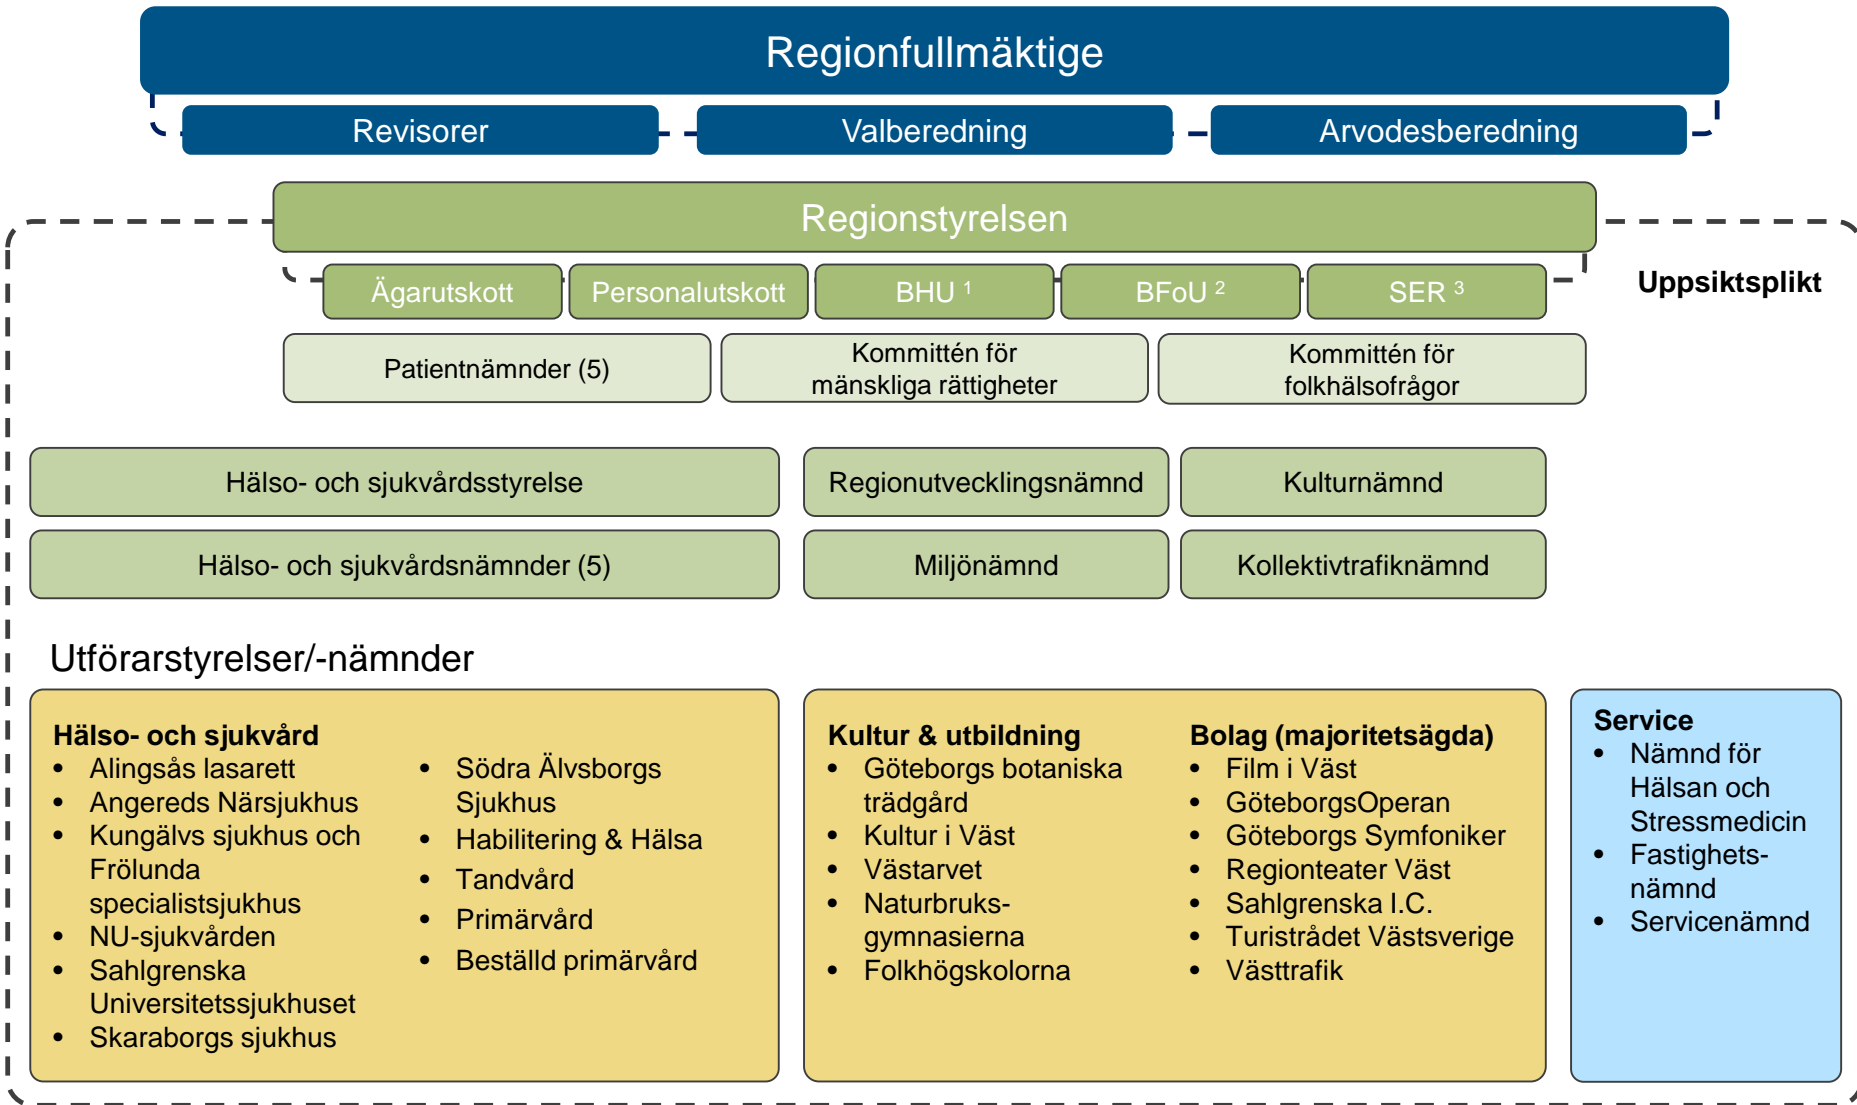 Regionfullmäktige
Revisorer
Valberedning
Arvodesberedning
Regionstyrelsen
Ägarutskott
Personalutskott
BHU ¹
BFoU ²
SER ³
Uppsiktsplikt
Patientnämnder (5)
Kommittén för
mänskliga rättigheter
Kommittén för
folkhälsofrågor
Hälso- och sjukvårdsstyrelse
Regionutvecklingsnämnd
Kulturnämnd
Hälso- och sjukvårdsnämnder (5)
Miljönämnd
Kollektivtrafiknämnd
Utförarstyrelser/-nämnder
Hälso- och sjukvård
• Alingsås lasarett
• Angereds Närsjukhus
• Kungälvs sjukhus och
Frölunda
specialistsjukhus
• NU-sjukvården
• Sahlgrenska
Universitetssjukhuset
• Skaraborgs sjukhus
• Södra Älvsborgs
Sjukhus
• Habilitering & Hälsa
• Tandvård
• Primärvård
• Beställd primärvård
Kultur & utbildning
• Göteborgs botaniska
trädgård
• Kultur i Väst
• Västarvet
• Naturbruks-
gymnasierna
• Folkhögskolorna
Bolag (majoritetsägda)
• Film i Väst
• GöteborgsOperan
• Göteborgs Symfoniker
• Regionteater Väst
• Sahlgrenska I.C.
• Turistrådet Västsverige
• Västtrafik
Service
• Nämnd för
Hälsan och
Stressmedicin
• Fastighets-
nämnd
• Servicenämnd